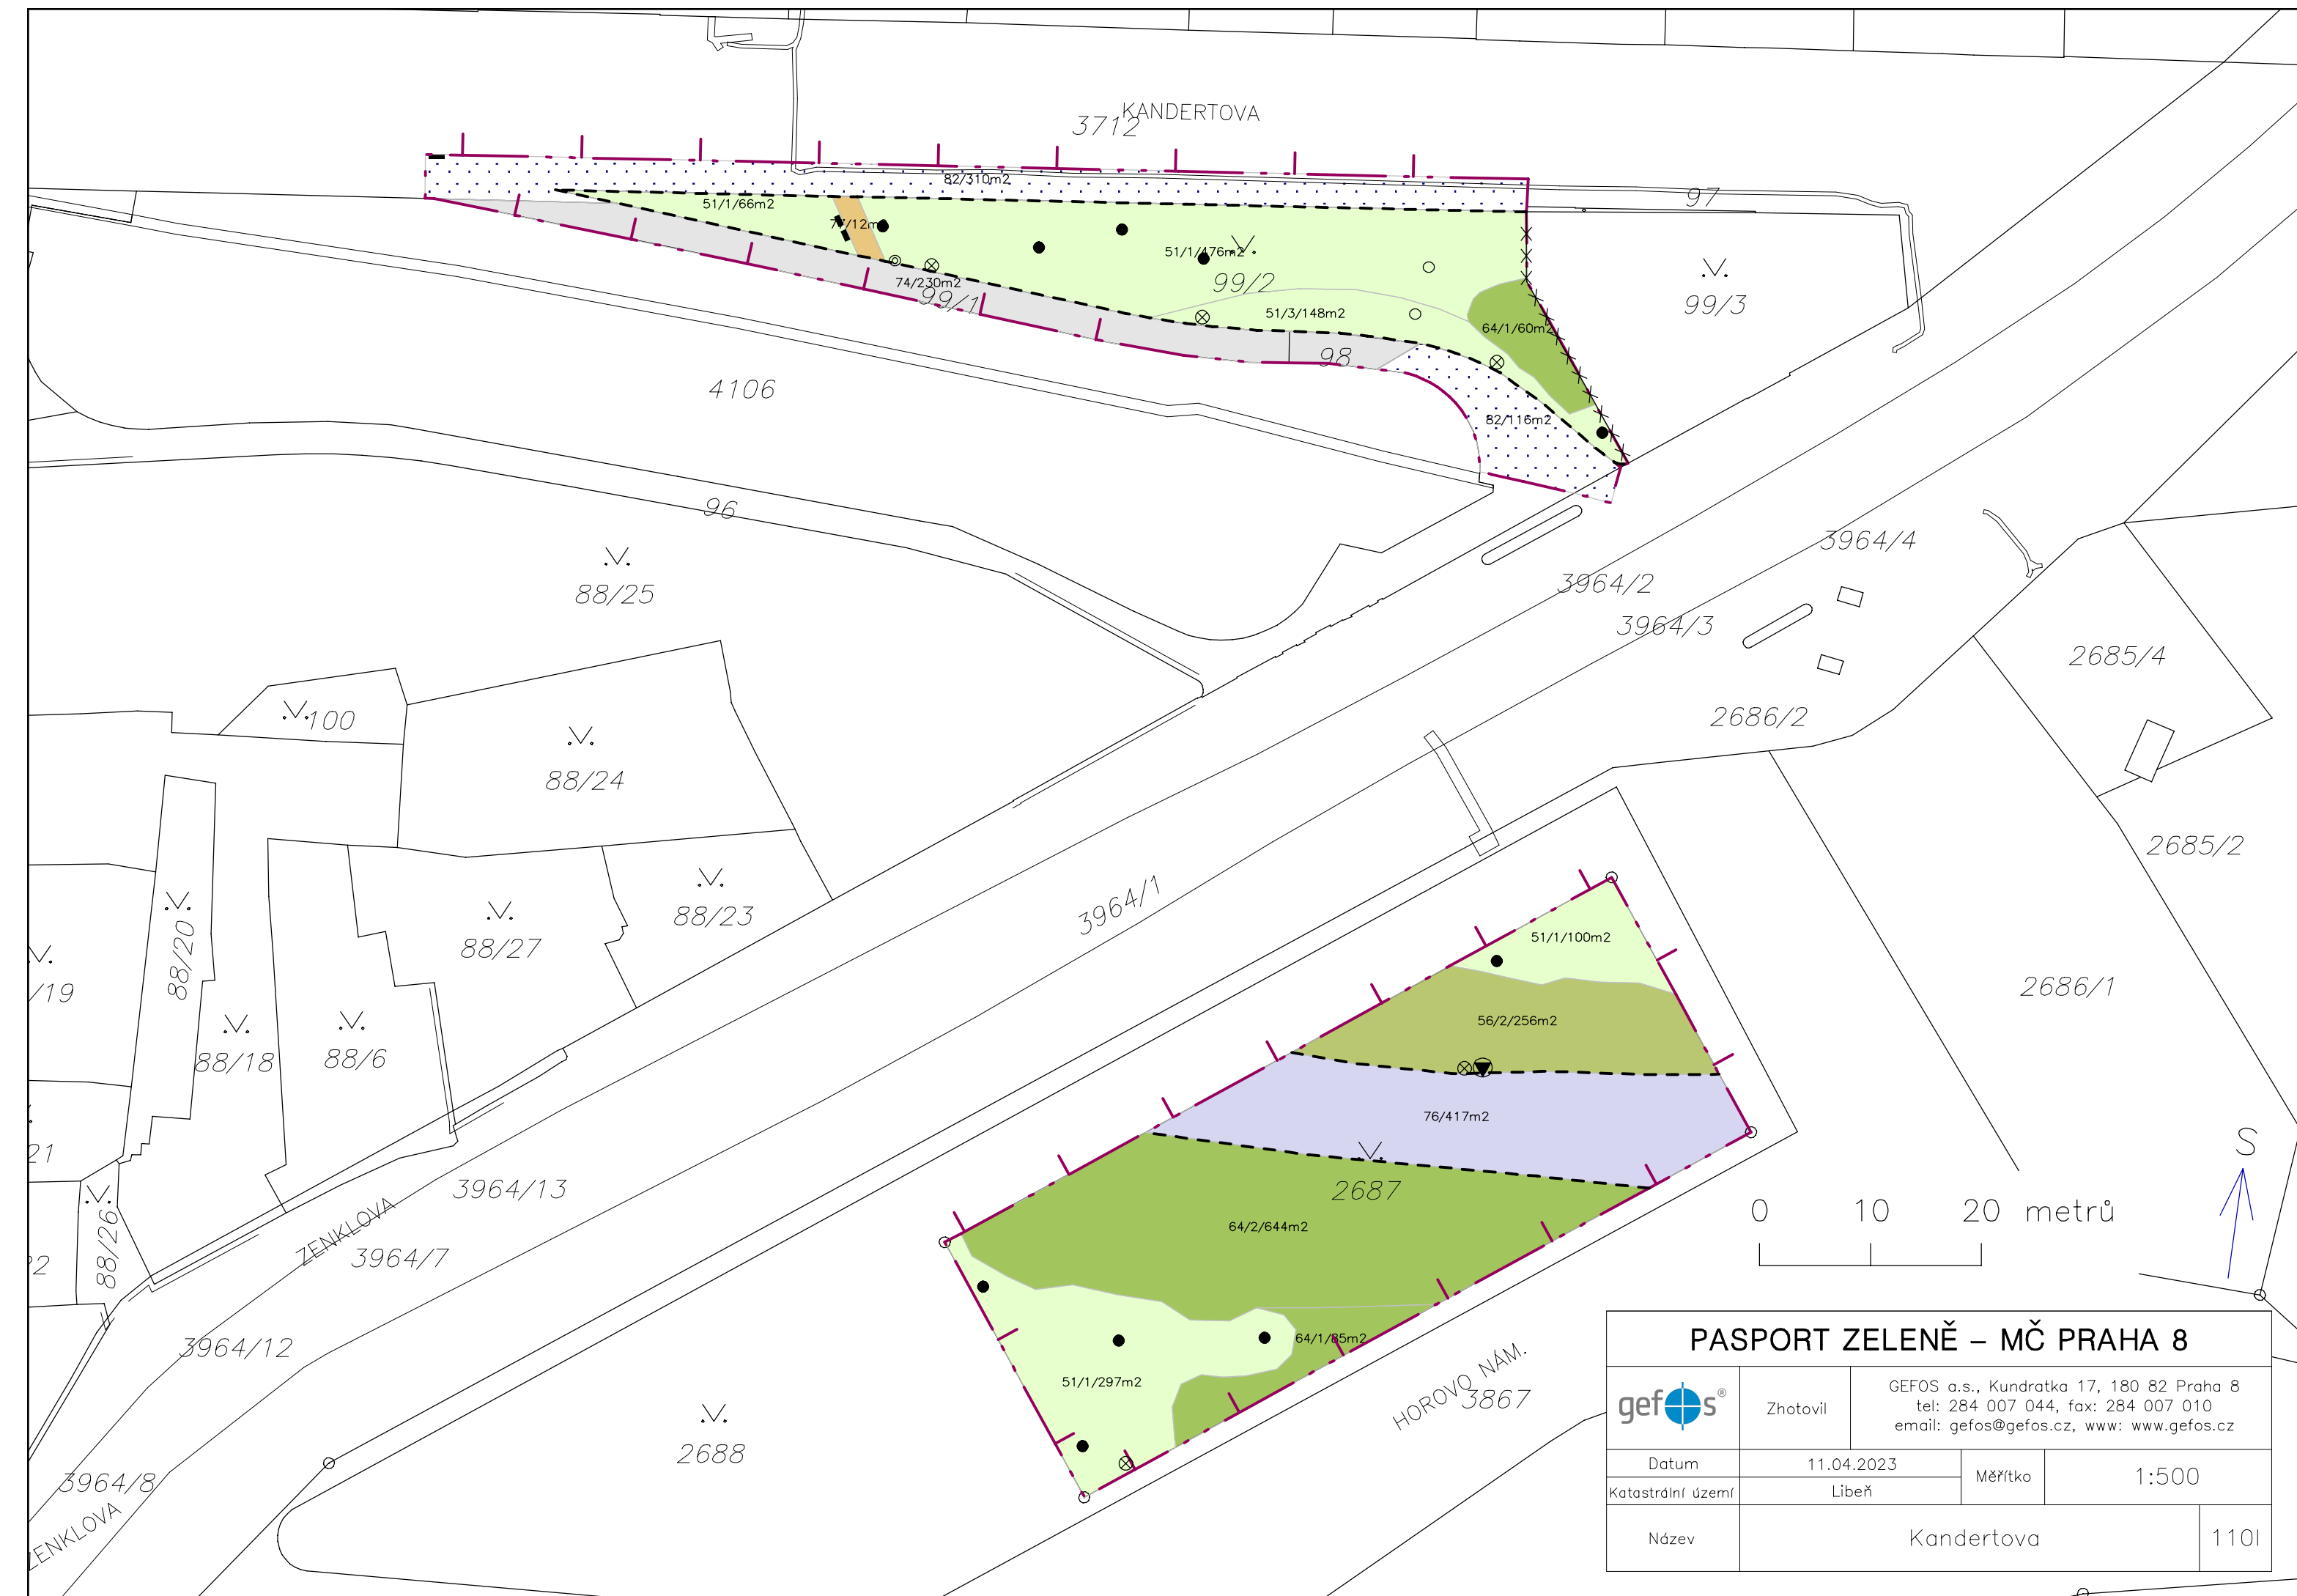 KANDERTOVA
3712
82/310m2
97
51/1/66m2
51/1/476m2
99/2
99/3
74/230m2
99/1
51/3/148m2
64/1/60m2
98
4106
82/116m2
96
3964/4
88/25
3964/2
3964/3
2685/4
100
2686/2
88/24
2685/2
3964/1
88/23
88/27
88/20
51/1/100m2
/19
2686/1
56/2/256m2
88/18
88/6
76/417m2
21
S
3964/13
2687
0 10 20 metrů
64/2/644m2
88/26
ZENKLOVA
3964/7
3964/12
64/1/85m2
51/1/297m2
HOROVO NÁM.
3867
2688
3964/8
ZENKLOVA
PASPORT ZELENĚ – MČ PRAHA 8
gefos®
Zhotovil
GEFOS a.s., Kundratka 17, 180 82 Praha 8
tel: 284 007 044, fax: 284 007 010
email: gefos@gefos.cz, www: www.gefos.cz
Datum 11.04.2023
Měřítko 1:500
Katastrální území Libeň
Název Kandertova 110I